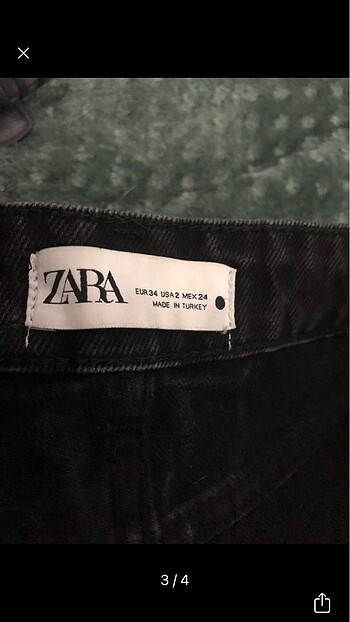 ZARA
EUR 34 USA 2 MEX 24
MADE IN TURKEY
3 / 4